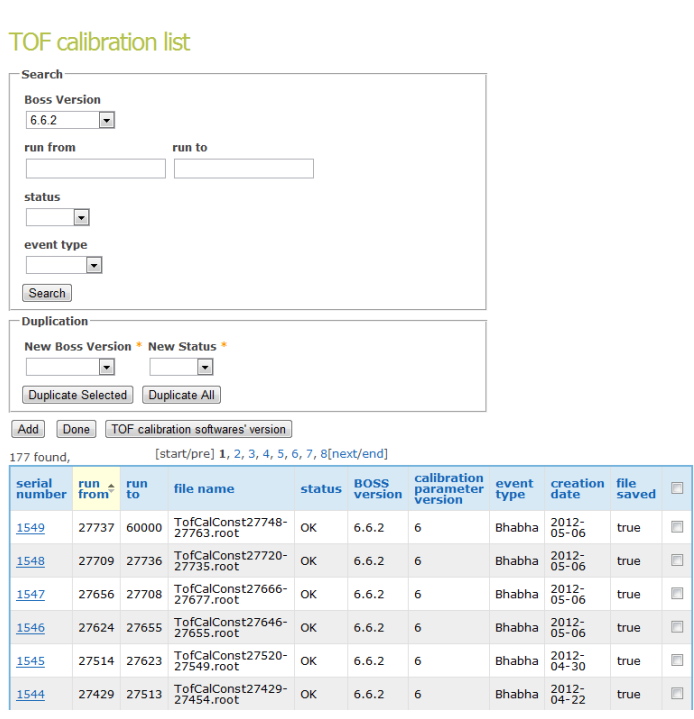 TOF calibration list
Search
Boss Version
6.6.2
run from run to
status
event type
Search
Duplication
New Boss Version * New Status *
Duplicate Selected Duplicate All
Add Done TOF calibration softwares' version
177 found, [start/pre] 1, 2, 3, 4, 5, 6, 7, 8[next/end]
serial number run from run to file name status BOSS version calibration parameter version event type creation date file saved
1549 27737 60000 TofCalConst27748-27763.root OK 6.6.2 6 Bhabha 2012-05-06 true
1548 27709 27736 TofCalConst27720-27735.root OK 6.6.2 6 Bhabha 2012-05-06 true
1547 27656 27708 TofCalConst27666-27677.root OK 6.6.2 6 Bhabha 2012-05-06 true
1546 27624 27655 TofCalConst27646-27655.root OK 6.6.2 6 Bhabha 2012-05-06 true
1545 27514 27623 TofCalConst27520-27549.root OK 6.6.2 6 Bhabha 2012-04-30 true
1544 27429 27513 TofCalConst27429-27454.root OK 6.6.2 6 Bhabha 2012-04-22 true